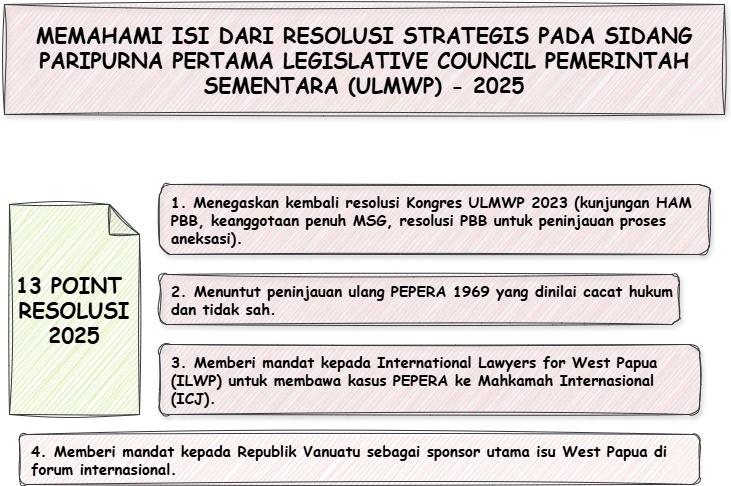 MEMAHAMI ISI DARI RESOLUSI STRATEGIS PADA SIDANG
PARIPURNA PERTAMA LEGISLATIVE COUNCIL PEMERINTAH
SEMENTARA (ULMWP) - 2025
13 POINT
RESOLUSI
2025
1. Menegaskan kembali resolusi Kongres ULMWP 2023 (kunjungan HAM
PBB, keanggotaan penuh MSG, resolusi PBB untuk peninjauan proses
aneksasi).
2. Menuntut peninjauan ulang PEPERA 1969 yang dinilai cacat hukum
dan tidak sah.
3. Memberi mandat kepada International Lawyers for West Papua
(ILWP) untuk membawa kasus PEPERA ke Mahkamah Internasional
(ICJ).
4. Memberi mandat kepada Republik Vanuatu sebagai sponsor utama isu West Papua di
forum internasional.